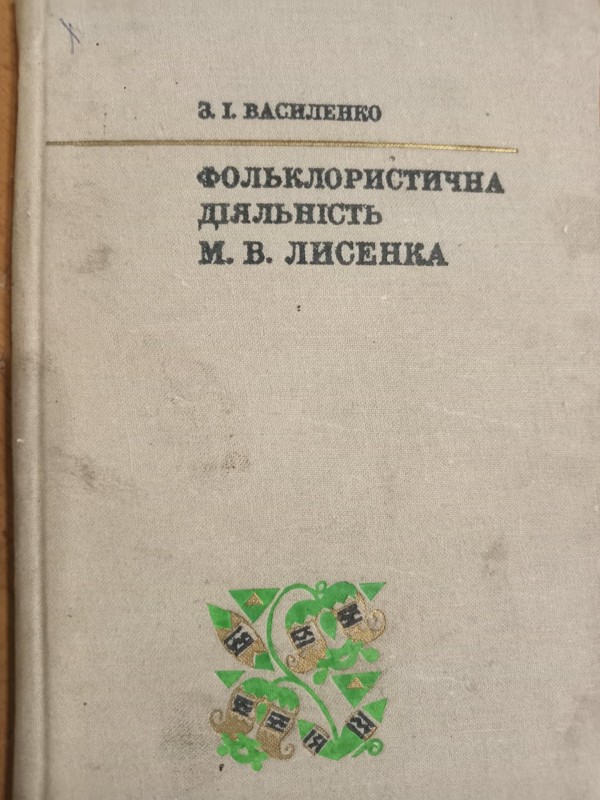 З. І. ВАСИЛЕНКО
ФОЛЬКЛОРИСТИЧНА
ДІЯЛЬНІСТЬ
М. В. ЛИСЕНКА